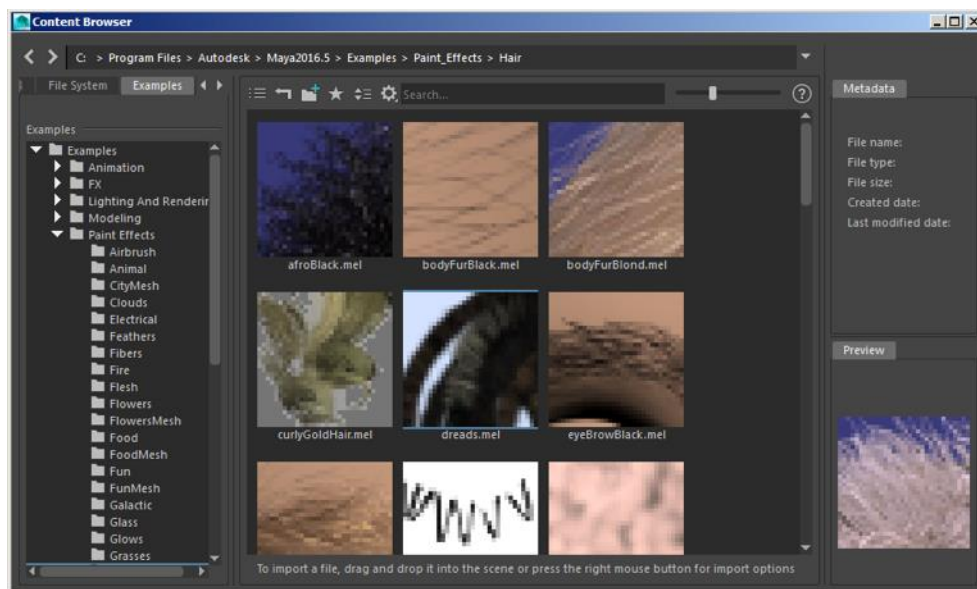 Content Browser
C: > Program Files > Autodesk > Maya2016.5 > Examples > Paint_Effects > Hair
File System
Examples
Search...
?
Metadata
File name:
File type:
File size:
Created date:
Last modified date:
Examples
Examples
Animation
FX
Lighting And Renderin
Modeling
Paint Effects
Airbrush
Animal
CityMesh
Clouds
Electrical
Feathers
Fibers
Fire
Flesh
Flowers
FlowersMesh
Food
FoodMesh
Fun
FunMesh
Galactic
Glass
Glows
Grasses
afroBlack.mel
bodyFurBlack.mel
bodyFurBlond.mel
curlyGoldHair.mel
dreads.mel
eyeBrowBlack.mel
To import a file, drag and drop it into the scene or press the right mouse button for import options
Preview